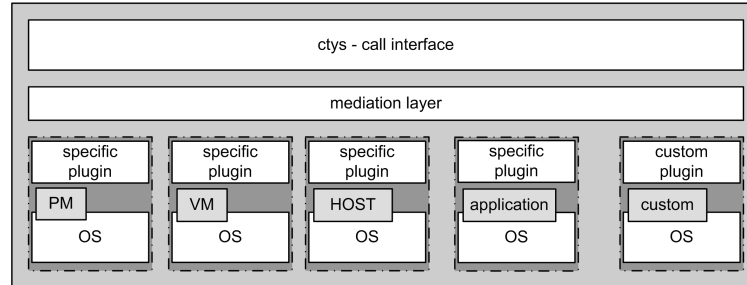 ctys - call interface
mediation layer
specific
plugin
PM
OS
specific
plugin
VM
OS
specific
plugin
HOST
OS
specific
plugin
application
OS
custom
plugin
custom
OS